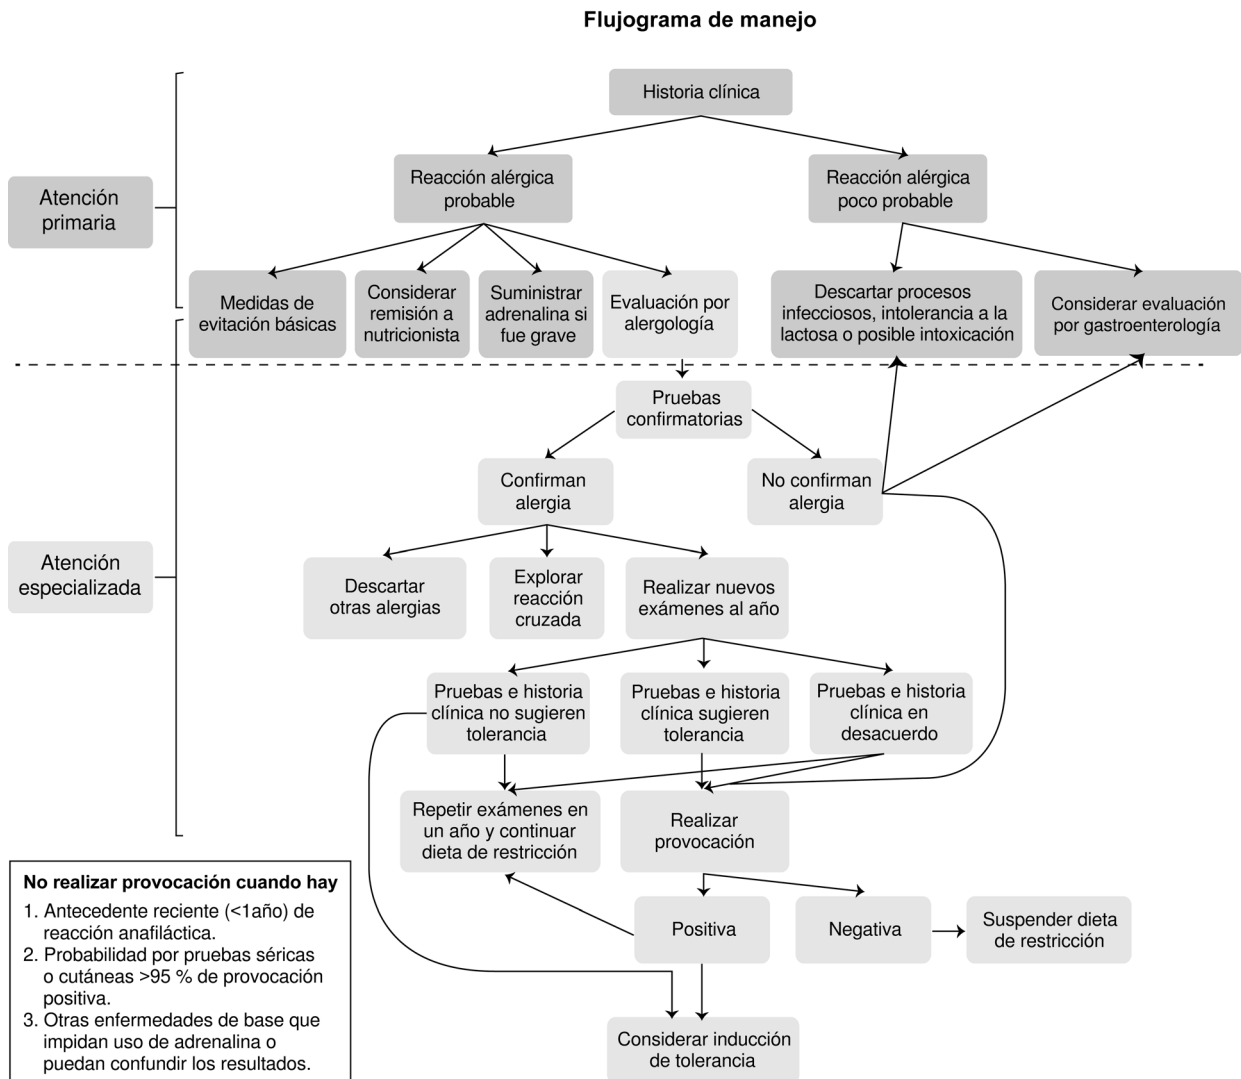 Flujograma de manejo
Historia clínica
Atención
primaria
Reacción alérgica
probable
Reacción alérgica
poco probable
Medidas de
evitación básicas
Considerar
remisión a
nutricionista
Suministrar
adrenalina si
fue grave
Evaluación por
alergología
Descartar procesos
infecciosos, intolerancia a la
lactosa o posible intoxicación
Considerar evaluación
por gastroenterología
Pruebas
confirmatorias
Confirman
alergia
No confirman
alergia
Atención
especializada
Descartar
otras alergias
Explorar
reacción
cruzada
Realizar nuevos
exámenes al año
Pruebas e historia
clínica no sugieren
tolerancia
Pruebas e historia
clínica sugieren
tolerancia
Pruebas e historia
clínica en
desacuerdo
Repetir exámenes en
un año y continuar
dieta de restricción
Realizar
provocación
Positiva
Negativa
Suspender dieta
de restricción
Considerar inducción
de tolerancia
No realizar provocación cuando hay
1. Antecedente reciente (<1año) de
reacción anafiláctica.
2. Probabilidad por pruebas séricas
o cutáneas >95 % de provocación
positiva.
3. Otras enfermedades de base que
impidan uso de adrenalina o
puedan confundir los resultados.